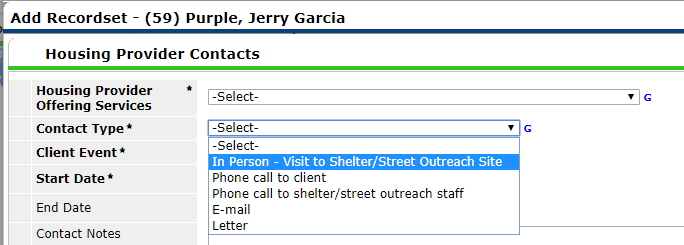 Add Recordset - (59) Purple, Jerry Garcia
Housing Provider Contacts
Housing Provider * -Select- G
Offering Services
Contact Type* -Select- G
-Select-
Client Event* In Person - Visit to Shelter/Street Outreach Site
Start Date* Phone call to client
Phone call to shelter/street outreach staff
End Date E-mail
Contact Notes Letter